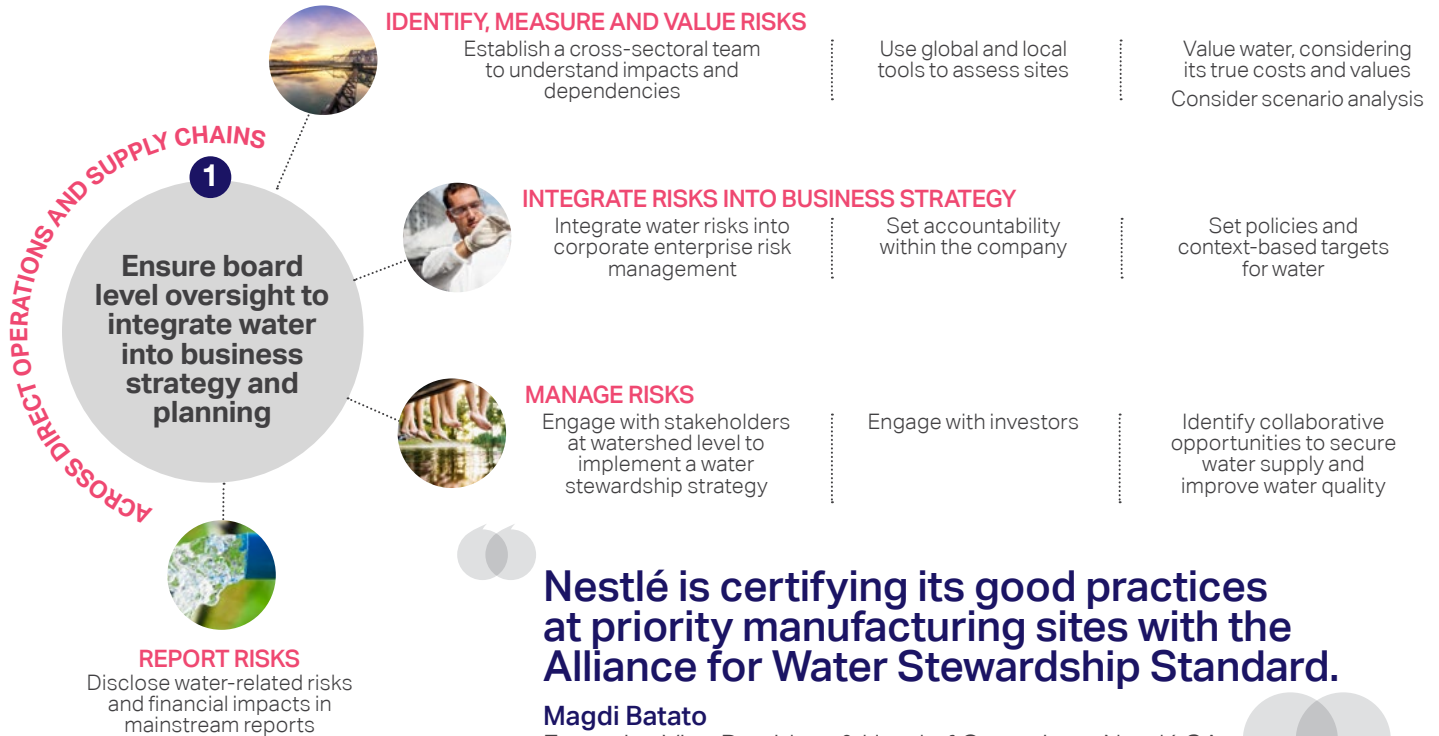 IDENTIFY, MEASURE AND VALUE RISKS
Establish a cross-sectoral team
to understand impacts and
dependencies
Use global and local
tools to assess sites
Value water, considering
its true costs and values
Consider scenario analysis
ACROSS DIRECT OPERATIONS AND SUPPLY CHAINS
1
Ensure board
level oversight to
integrate water
into business
strategy and
planning
INTEGRATE RISKS INTO BUSINESS STRATEGY
Integrate water risks into
corporate enterprise risk
management
Set accountability
within the company
Set policies and
context-based targets
for water
MANAGE RISKS
Engage with stakeholders
at watershed level to
implement a water
stewardship strategy
Engage with investors
Identify collaborative
opportunities to secure
water supply and
improve water quality
REPORT RISKS
Disclose water-related risks
and financial impacts in
mainstream reports
Nestlé is certifying its good practices
at priority manufacturing sites with the
Alliance for Water Stewardship Standard.
Magdi Batato